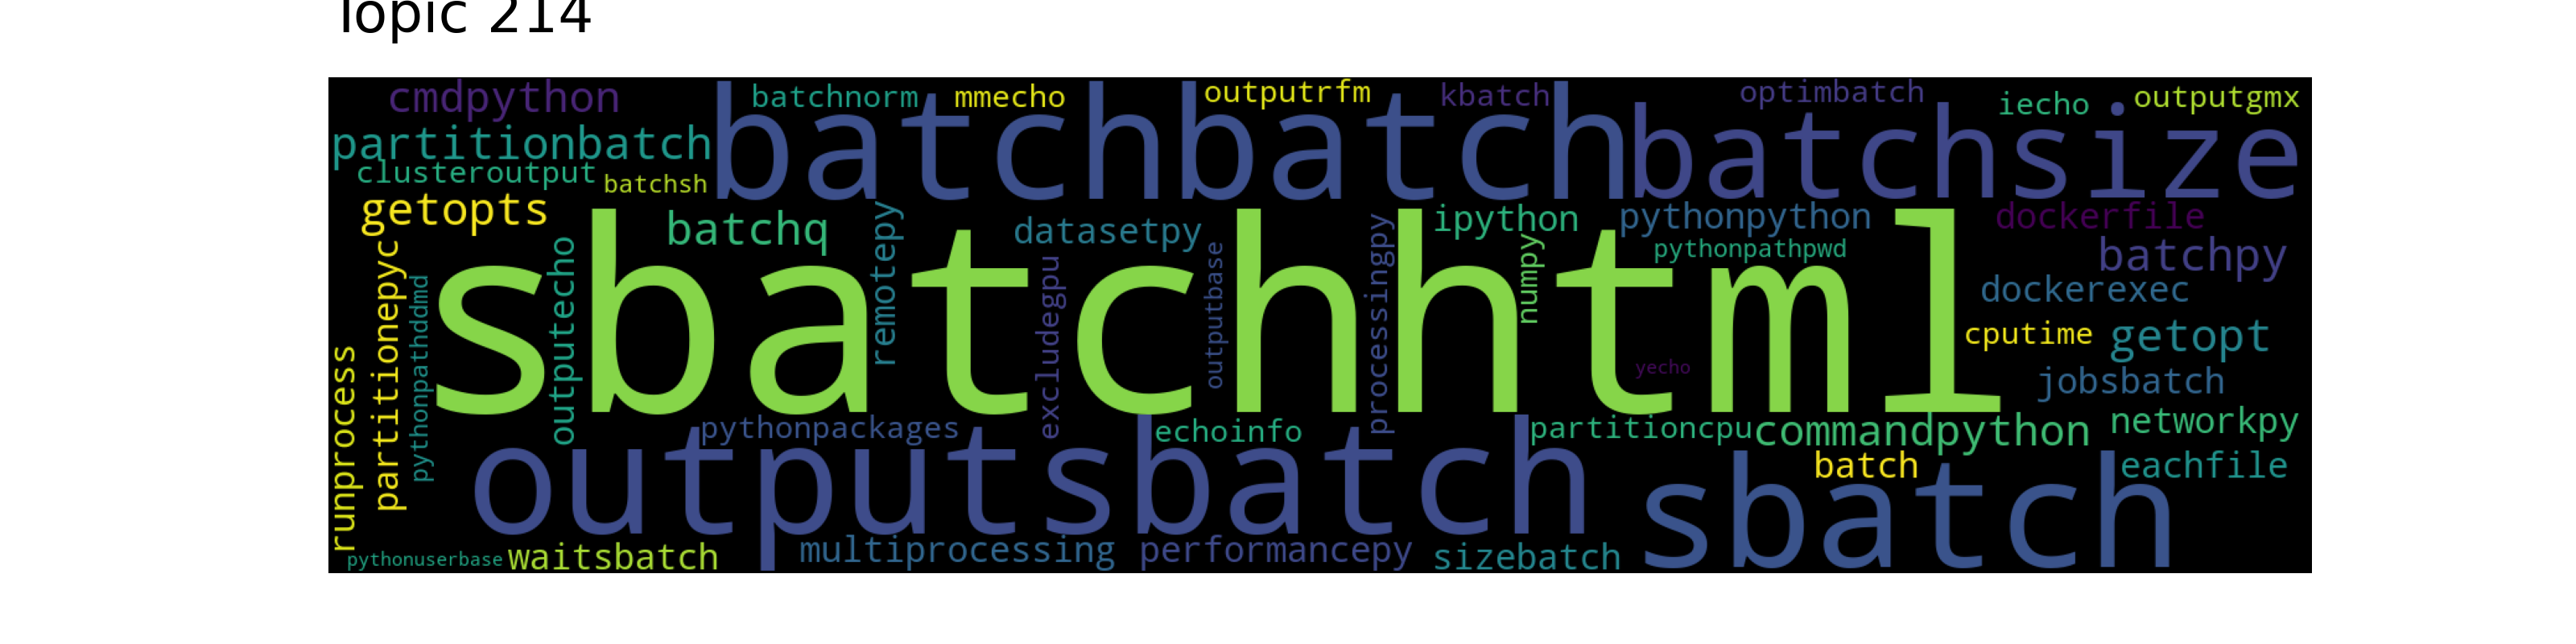 Topic 214
cmdpython
batchnorm
mmecho
outputrfm
kbatch
optimbatch
iecho
outputgmx
partitionbatch
batchbatch
batchsize
clusteroutput
batchsh
getopts
batchq
remotepy
datasetpy
ipython
pythonpython
dockerfile
pythonpathpwd
batchpy
sbatchhtml
partitionepyc
pythonpathddmd
outputecho
excludegpu
outputbase
processingpy
numpy
dockerexec
cputime
getopt
yecho
jobsbatch
runprocess
pythonpackages
echoinfo
partitioncpu
commandpython
networkpy
outputsbatch
batch
eachfile
sbatch
pythonuserbase
waitsbatch
multiprocessing
performancepy
sizebatch